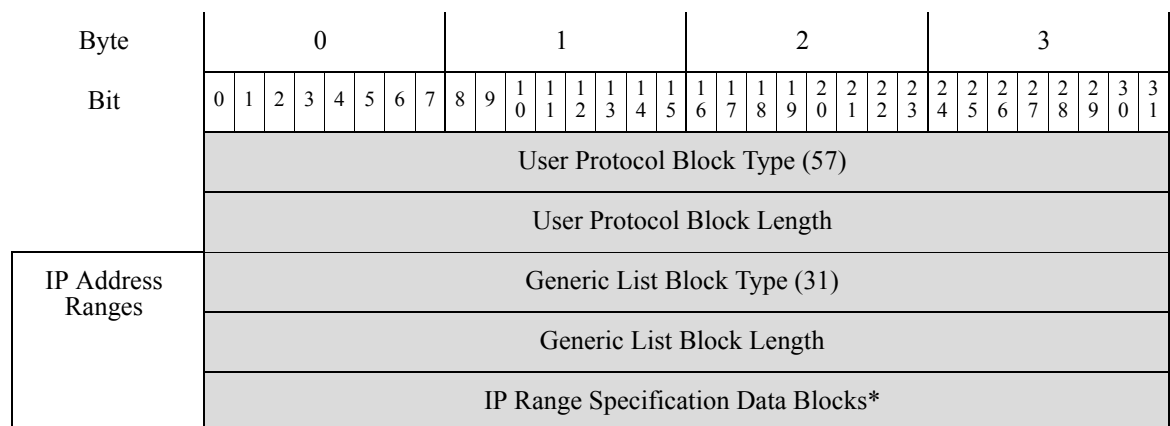 Byte 0 1 2 3
Bit 0 1 2 3 4 5 6 7 8 9 10 11 12 13 14 15 16 17 18 19 20 21 22 23 24 25 26 27 28 29 30 31
User Protocol Block Type (57)
User Protocol Block Length
IP Address
Ranges
Generic List Block Type (31)
Generic List Block Length
IP Range Specification Data Blocks*